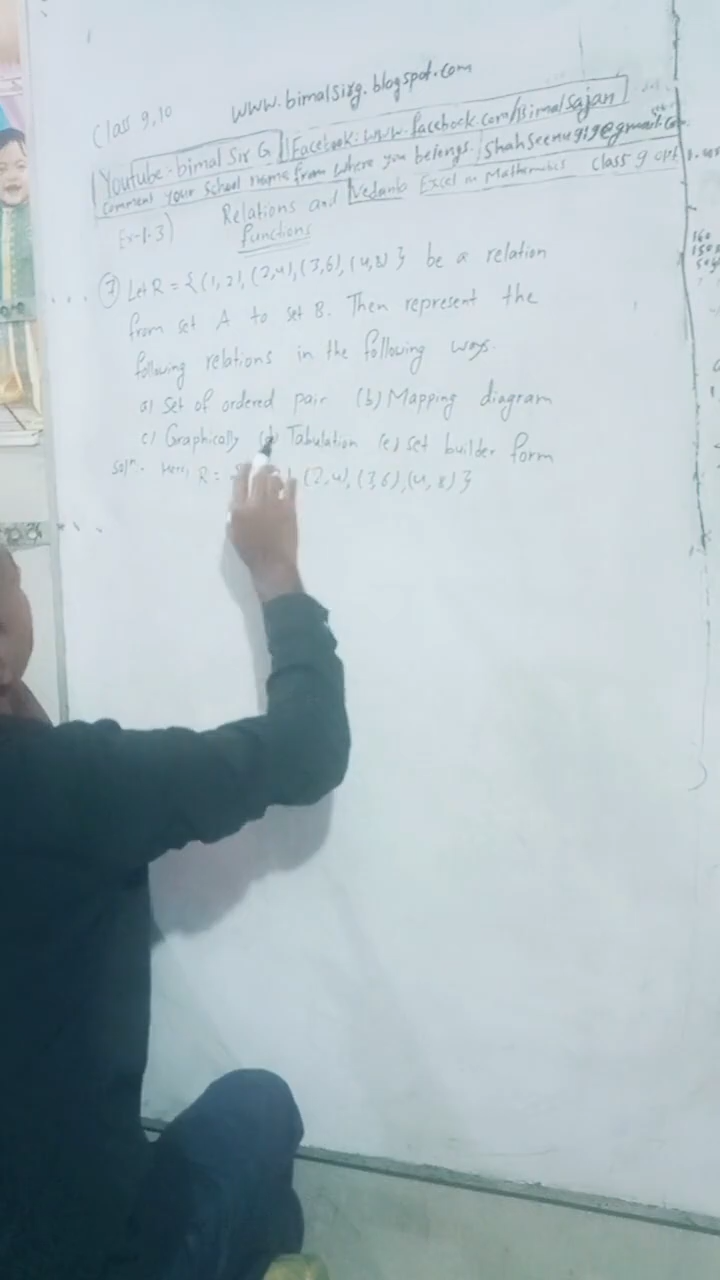 Class 9,10 www.bimalsirg.blogspot.com
Youtube:- bimal Sir G Facebook:- www.facebook.com/bimalsajan
comment your school name from where you belongs.
Relations and Vedanta Excel in Mathematics Class 9 opt
Ex-1.3) functions
(7) Let R = {(1,2), (2,4), (3,6), (4,8)} be a relation
from set A to set B. Then represent the
following relations in the following ways.
a) Set of ordered pair (b) Mapping diagram
c) Graphically (d) Tabulation (e) set builder form
Solⁿ:- Here, R = (2,4), (3,6), (4,8)}